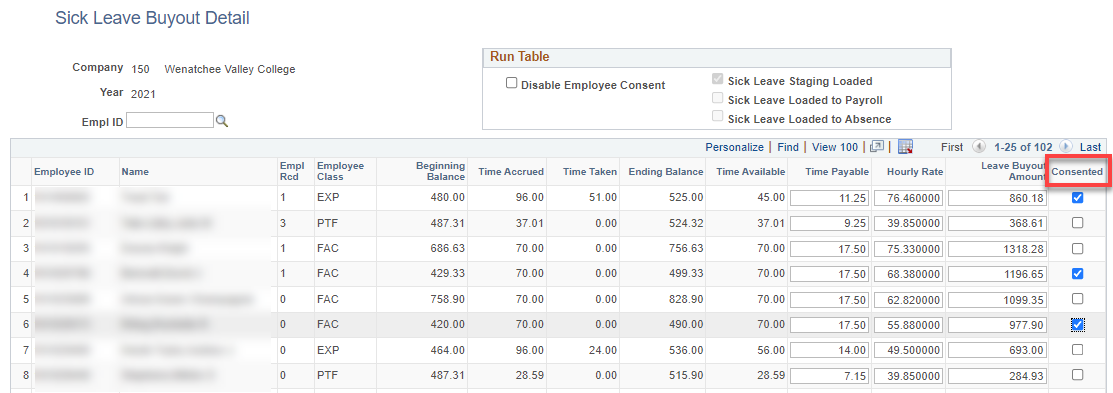 Sick Leave Buyout Detail
Company 150 Wenatchee Valley College
Year 2021
Empl ID
Run Table
Disable Employee Consent
Sick Leave Staging Loaded
Sick Leave Loaded to Payroll
Sick Leave Loaded to Absence
Personalize | Find | View 100 | | First 1-25 of 102 Last
Employee ID Name Empl Rcd Employee Class Beginning Balance Time Accrued Time Taken Ending Balance Time Available Time Payable Hourly Rate Leave Buyout Amount Consented
1 1 EXP 480.00 96.00 51.00 525.00 45.00 11.25 76.460000 860.18
2 3 PTF 487.31 37.01 0.00 524.32 37.01 9.25 39.850000 368.61
3 1 FAC 686.63 70.00 0.00 756.63 70.00 17.50 75.330000 1318.28
4 1 FAC 429.33 70.00 0.00 499.33 70.00 17.50 68.380000 1196.65
5 0 FAC 758.90 70.00 0.00 828.90 70.00 17.50 62.820000 1099.35
6 0 FAC 420.00 70.00 0.00 490.00 70.00 17.50 55.880000 977.90
7 0 EXP 464.00 96.00 24.00 536.00 56.00 14.00 49.500000 693.00
8 0 PTF 487.31 28.59 0.00 515.90 28.59 7.15 39.850000 284.93